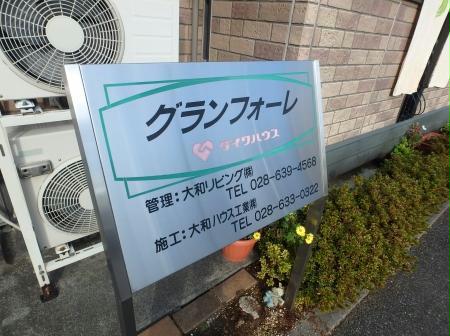 グランフォーレ
ダイワハウス
管理：大和リビング㈱
TEL 028-639-4568
施工：大和ハウス工業㈱
TEL 028-633-0322